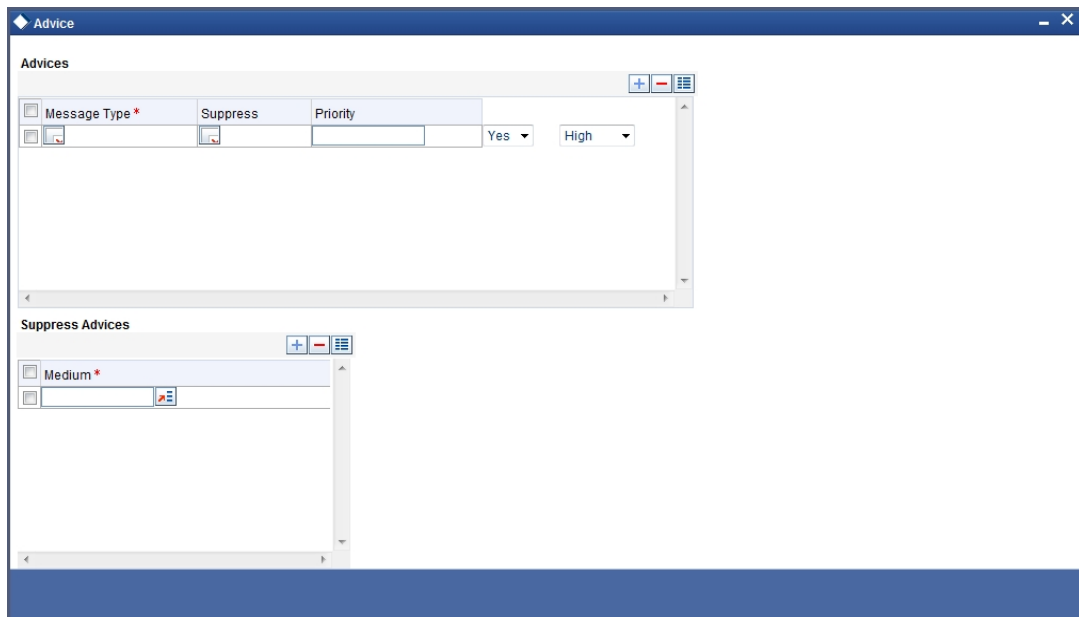 Advice
Advices
Message Type * Suppress Priority
Yes High
Suppress Advices
Medium *